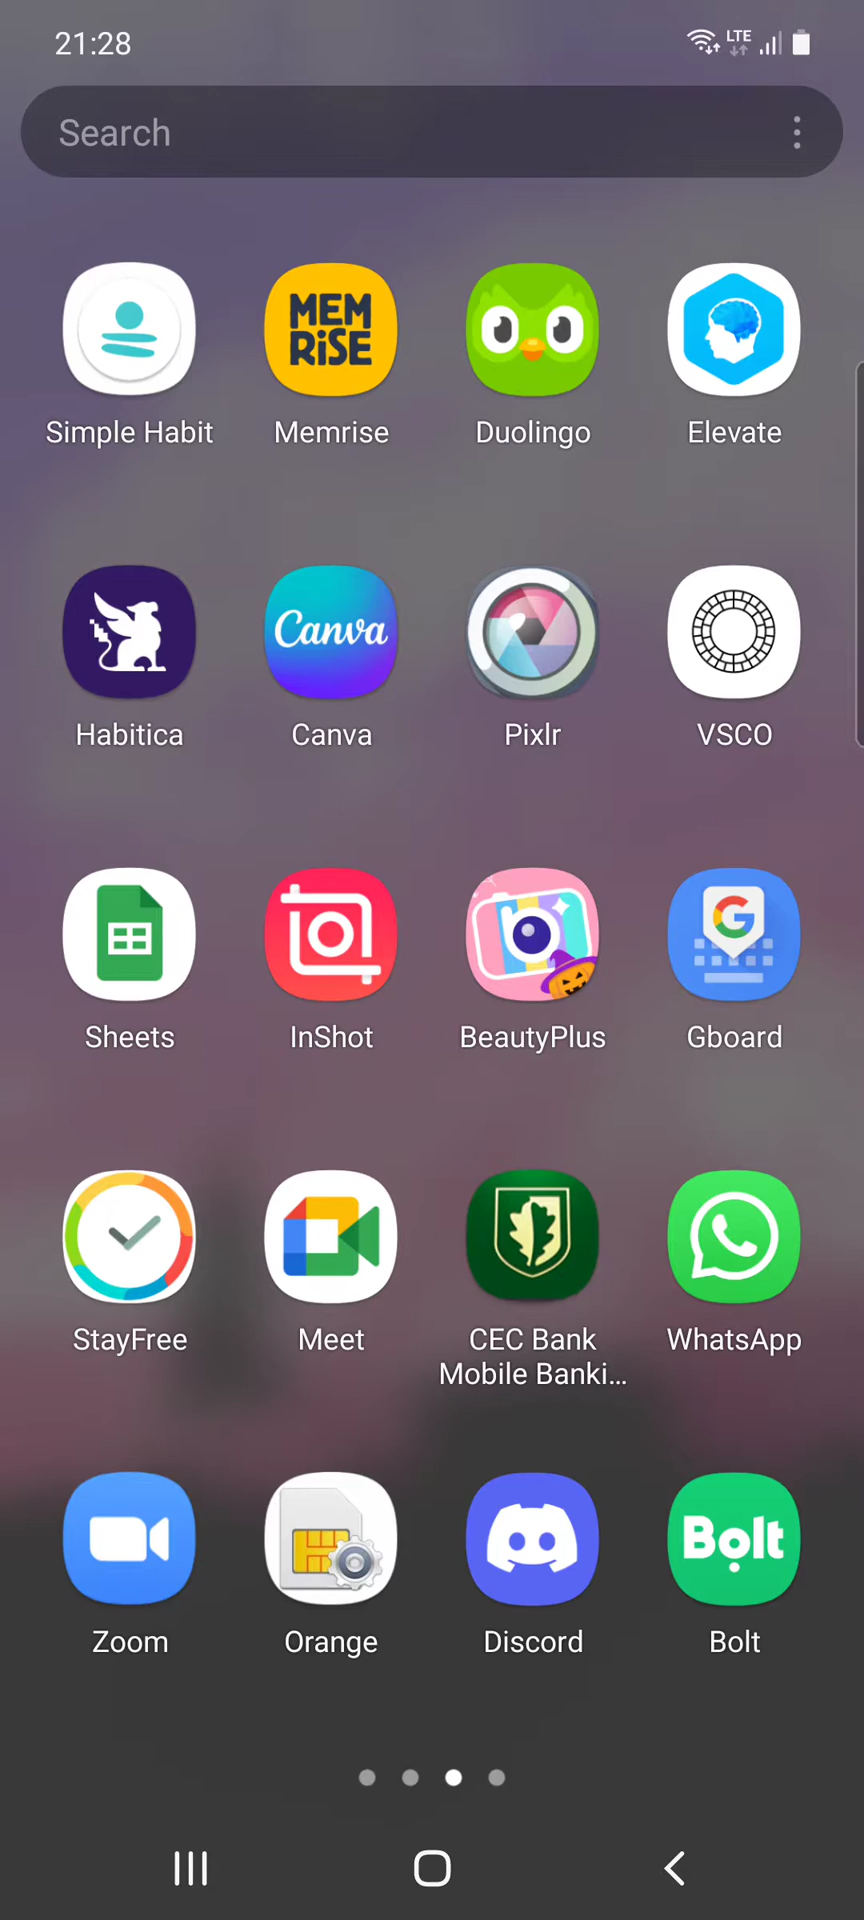 21:28
LTE
Search
MEM
RiSE
Simple Habit
Memrise
Duolingo
Elevate
Canva
Habitica
Canva
Pixlr
VSCO
G
Sheets
InShot
BeautyPlus
Gboard
StayFree
Meet
CEC Bank
Mobile Banki...
WhatsApp
Bolt
Zoom
Orange
Discord
Bolt